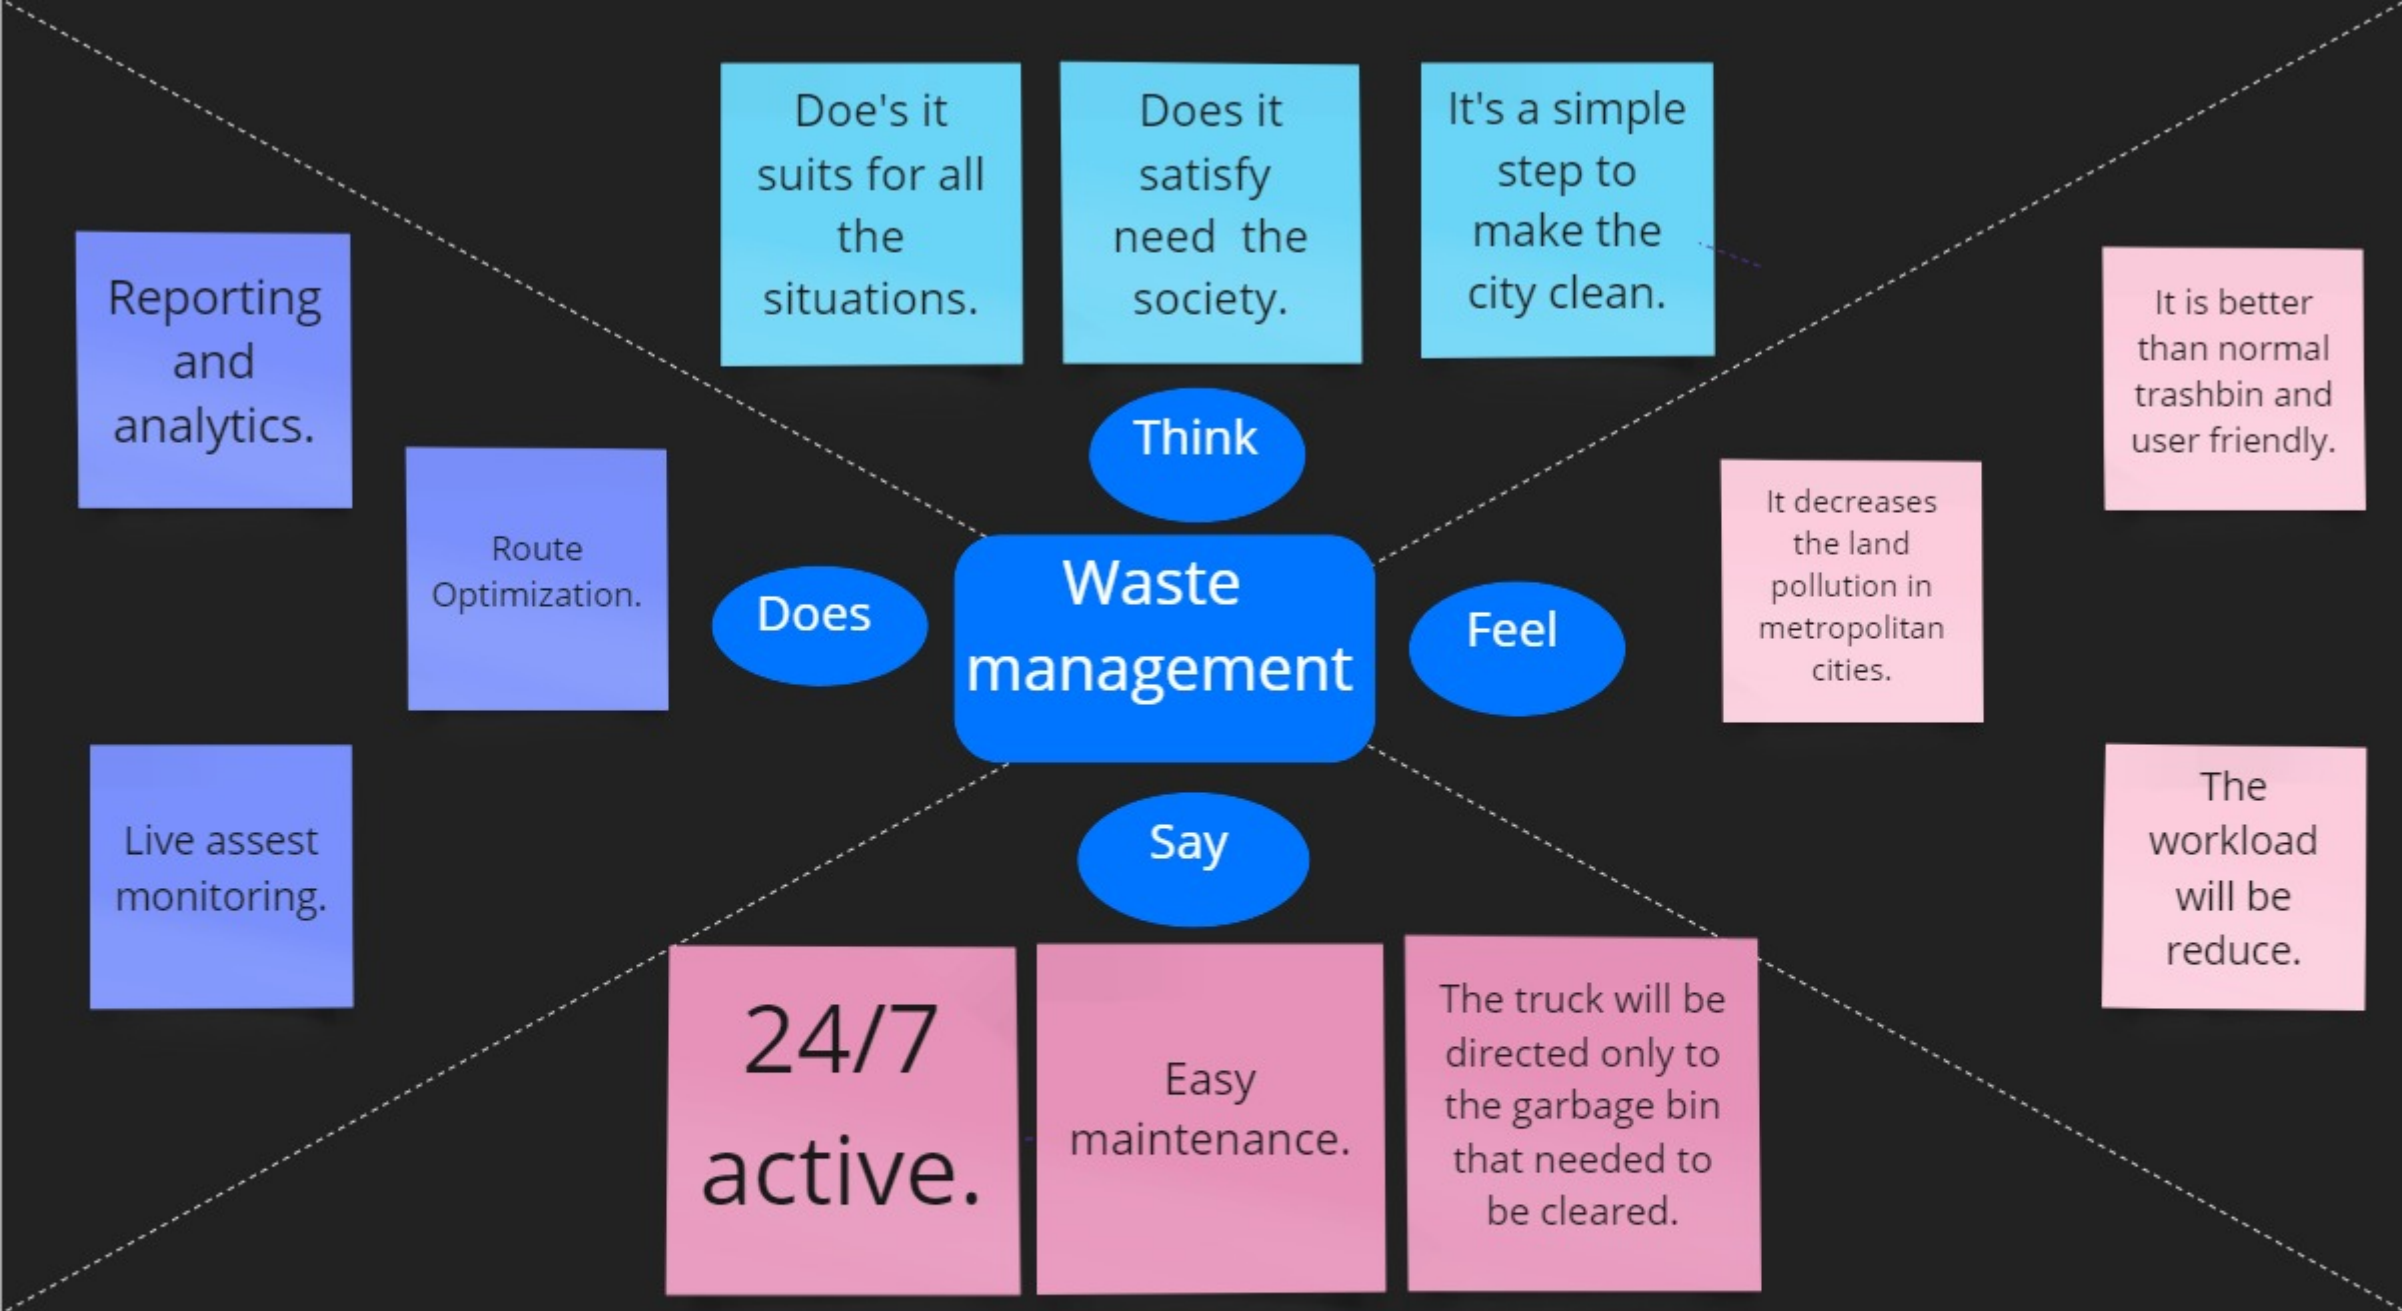 Doe's it
suits for all
the
situations.
Does it
satisfy
need  the
society.
It's a simple
step to
make the
city clean.
Think
Reporting
and
analytics.
Route
Optimization.
Live assest
monitoring.
Does
Waste
management
Feel
It decreases
the land
pollution in
metropolitan
cities.
It is better
than normal
trashbin and
user friendly.
The
workload
will be
reduce.
Say
24/7
active.
Easy
maintenance.
The truck will be
directed only to
the garbage bin
that needed to
be cleared.